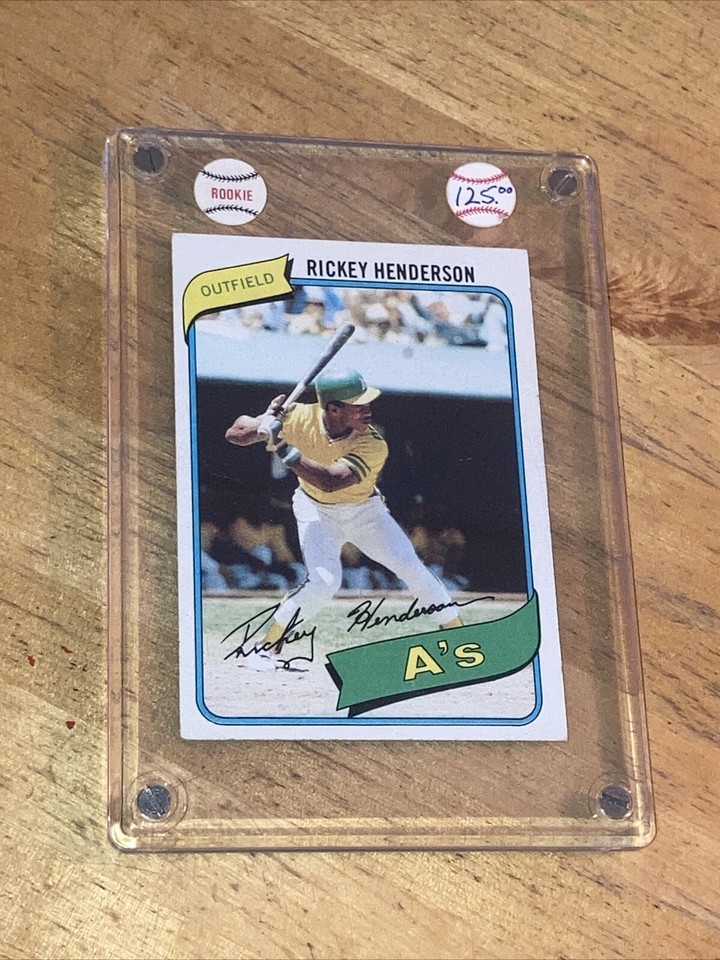 ROOKIE
125.00
OUTFIELD
RICKEY HENDERSON
Rickey Henderson
A's